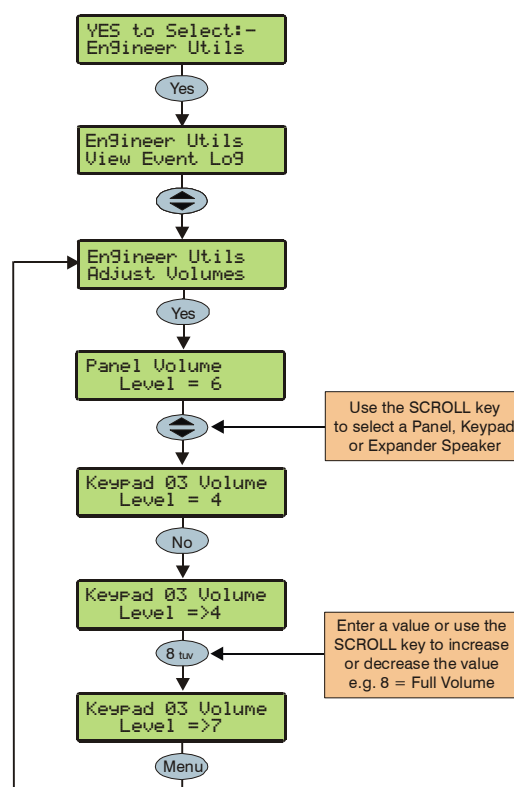 YES to Select:-
Engineer Utils
Yes
Engineer Utils
View Event Log
Engineer Utils
Adjust Volumes
Yes
Panel Volume
Level = 6
Use the SCROLL key
to select a Panel, Keypad
or Expander Speaker
Keypad 03 Volume
Level = 4
No
Keypad 03 Volume
Level =>4
Enter a value or use the
SCROLL key to increase
or decrease the value
e.g. 8 = Full Volume
8 tuv
Keypad 03 Volume
Level =>7
Menu